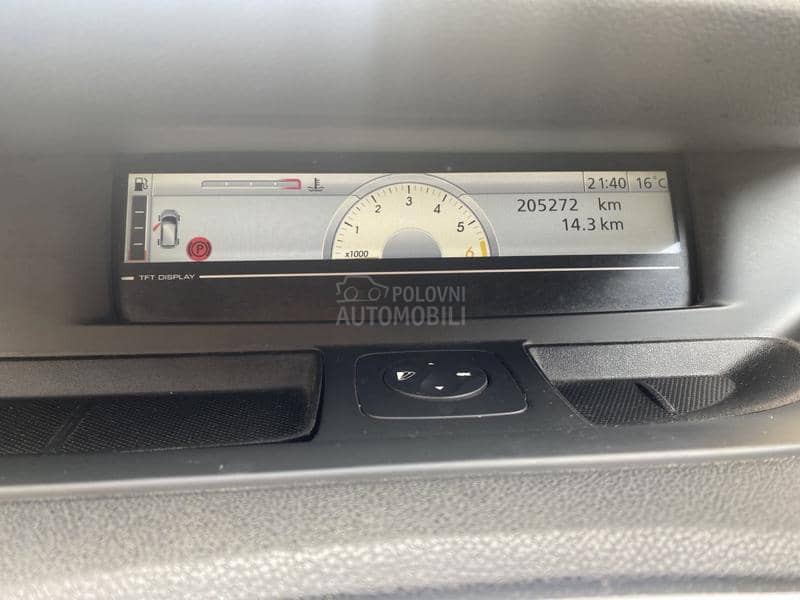 21:40 16°C
205272 km
14.3 km
1 2 3 4 5 6
x1000
P
TFT DISPLAY
POLOVNI
AUTOMOBILI